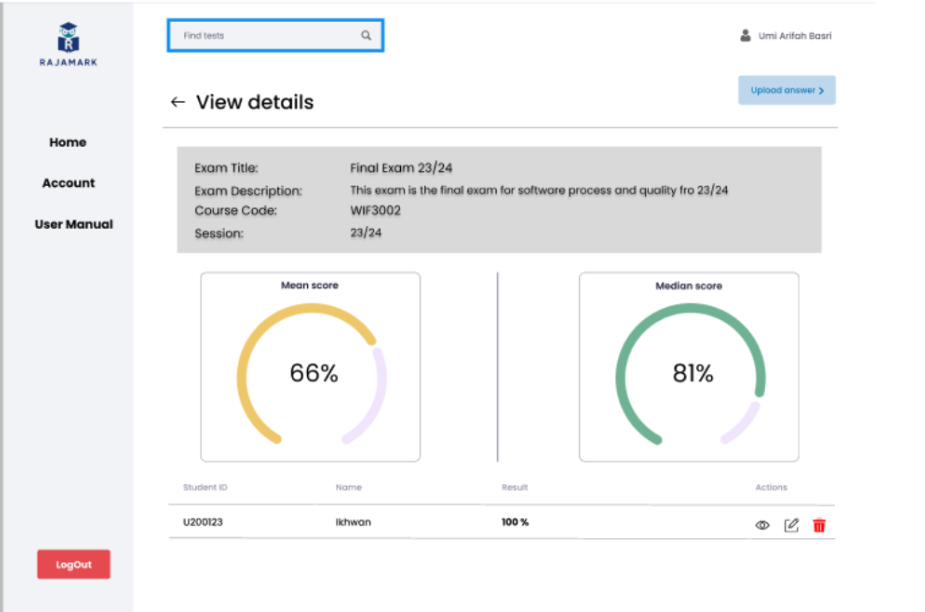 RAJAMARK
Find tests
Umi Arifah Basri
Upload answer
View details
Home
Account
User Manual
Exam Title: Final Exam 23/24
Exam Description: This exam is the final exam for software process and quality fro 23/24
Course Code: WIF3002
Session: 23/24
Mean score
66%
Median score
81%
Student ID Name Result Actions
U200123 Ikhwan 100 %
LogOut